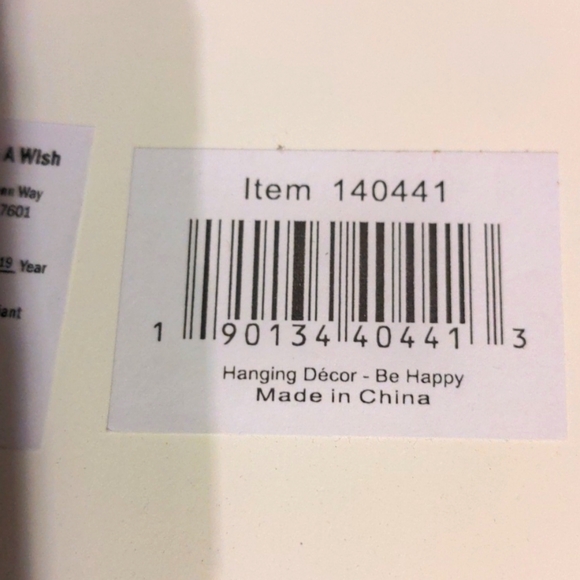 A Wish
Way
7601
19 Year
Item 140441
1 90134 40441 3
Hanging Décor - Be Happy
Made in China